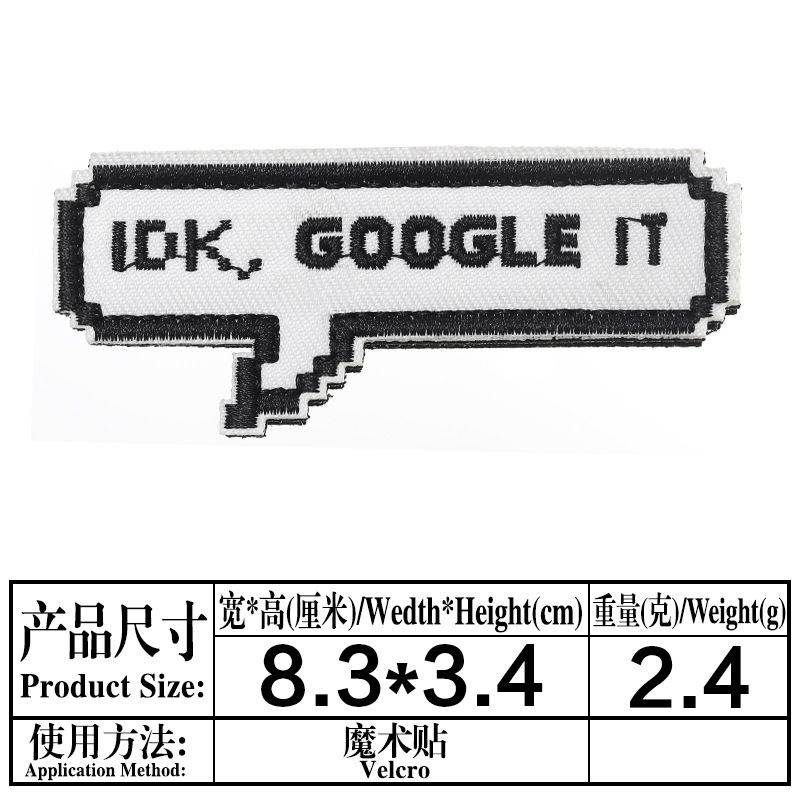 IDK, GOOGLE IT
产品尺寸
Product Size:
宽*高(厘米)/Wedth*Height(cm)
重量(克)/Weight(g)
8.3*3.4
2.4
使用方法:
Application Method:
魔术贴
Velcro